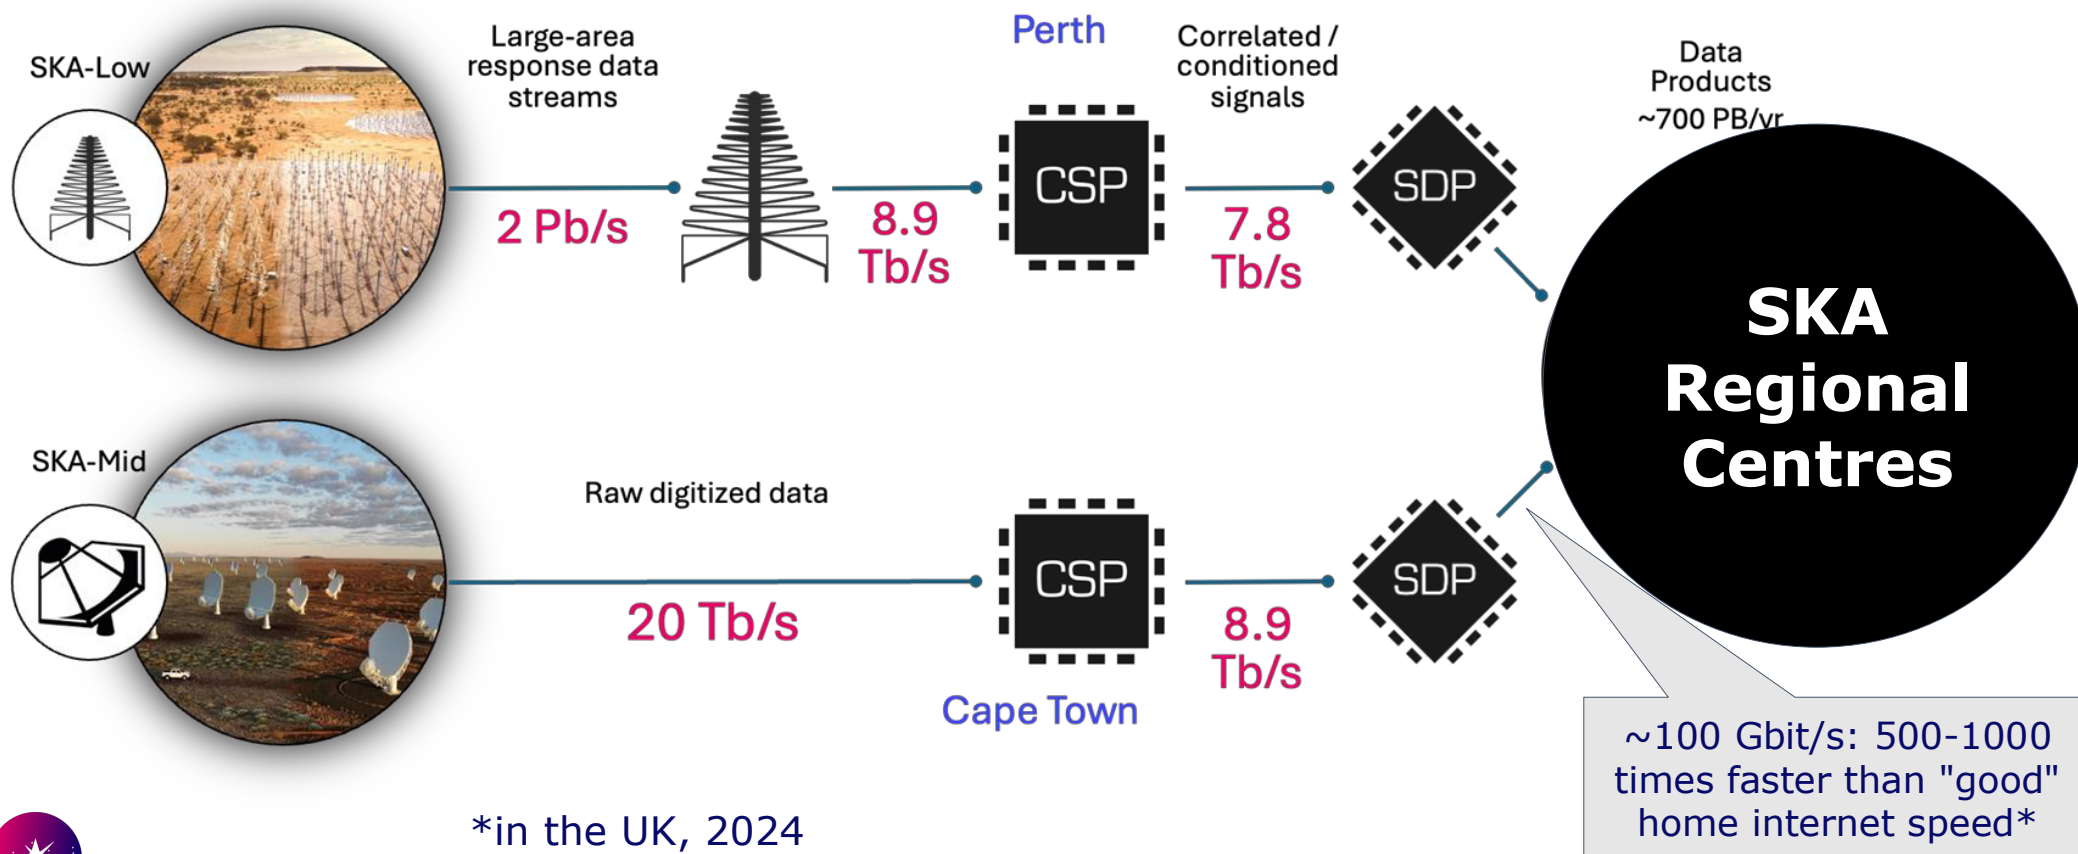 SKA-Low
Large-area
response data
streams
2 Pb/s
8.9
Tb/s
Perth
CSP
Correlated /
conditioned
signals
7.8
Tb/s
SDP
Data
Products
~700 PB/yr
SKA
Regional
Centres
SKA-Mid
Raw digitized data
20 Tb/s
CSP
Cape Town
8.9
Tb/s
SDP
~100 Gbit/s: 500-1000
times faster than "good"
home internet speed*
*in the UK, 2024